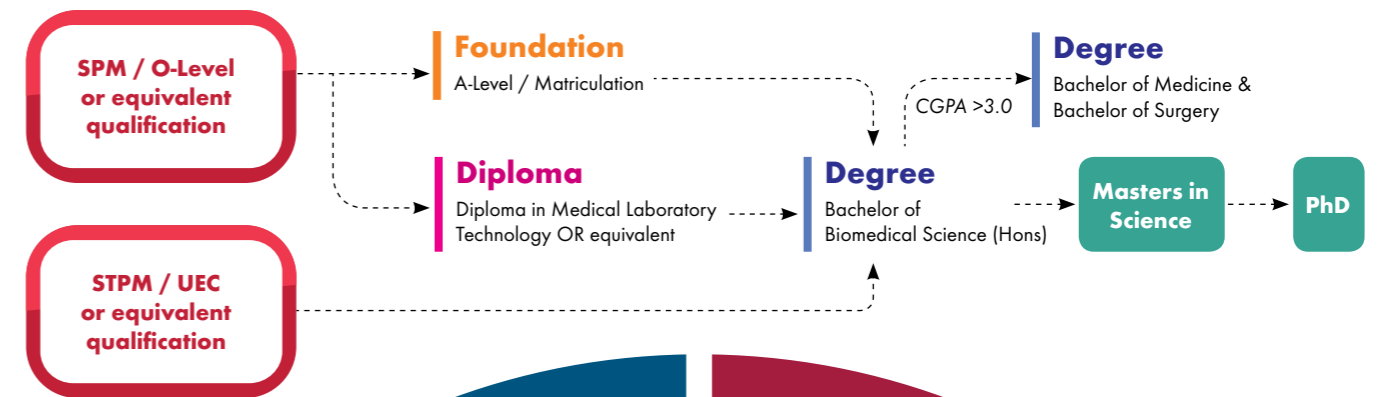 SPM / O-Level
or equivalent
qualification
Foundation
A-Level / Matriculation
Diploma
Diploma in Medical Laboratory
Technology OR equivalent
STPM / UEC
or equivalent
qualification
Degree
Bachelor of
Biomedical Science (Hons)
CGPA >3.0
Degree
Bachelor of Medicine &
Bachelor of Surgery
Masters in
Science
PhD